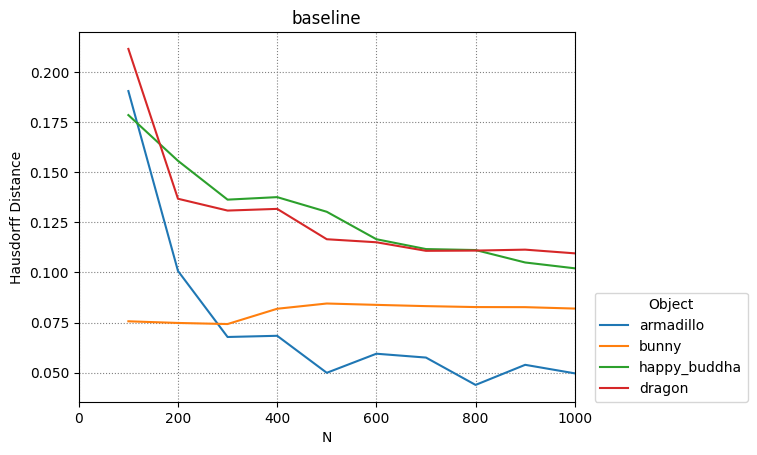 baseline
Hausdorff Distance
0.200
0.175
0.150
0.125
0.100
0.075
0.050
0
200
400
600
800
1000
N
Object
armadillo
bunny
happy_buddha
dragon